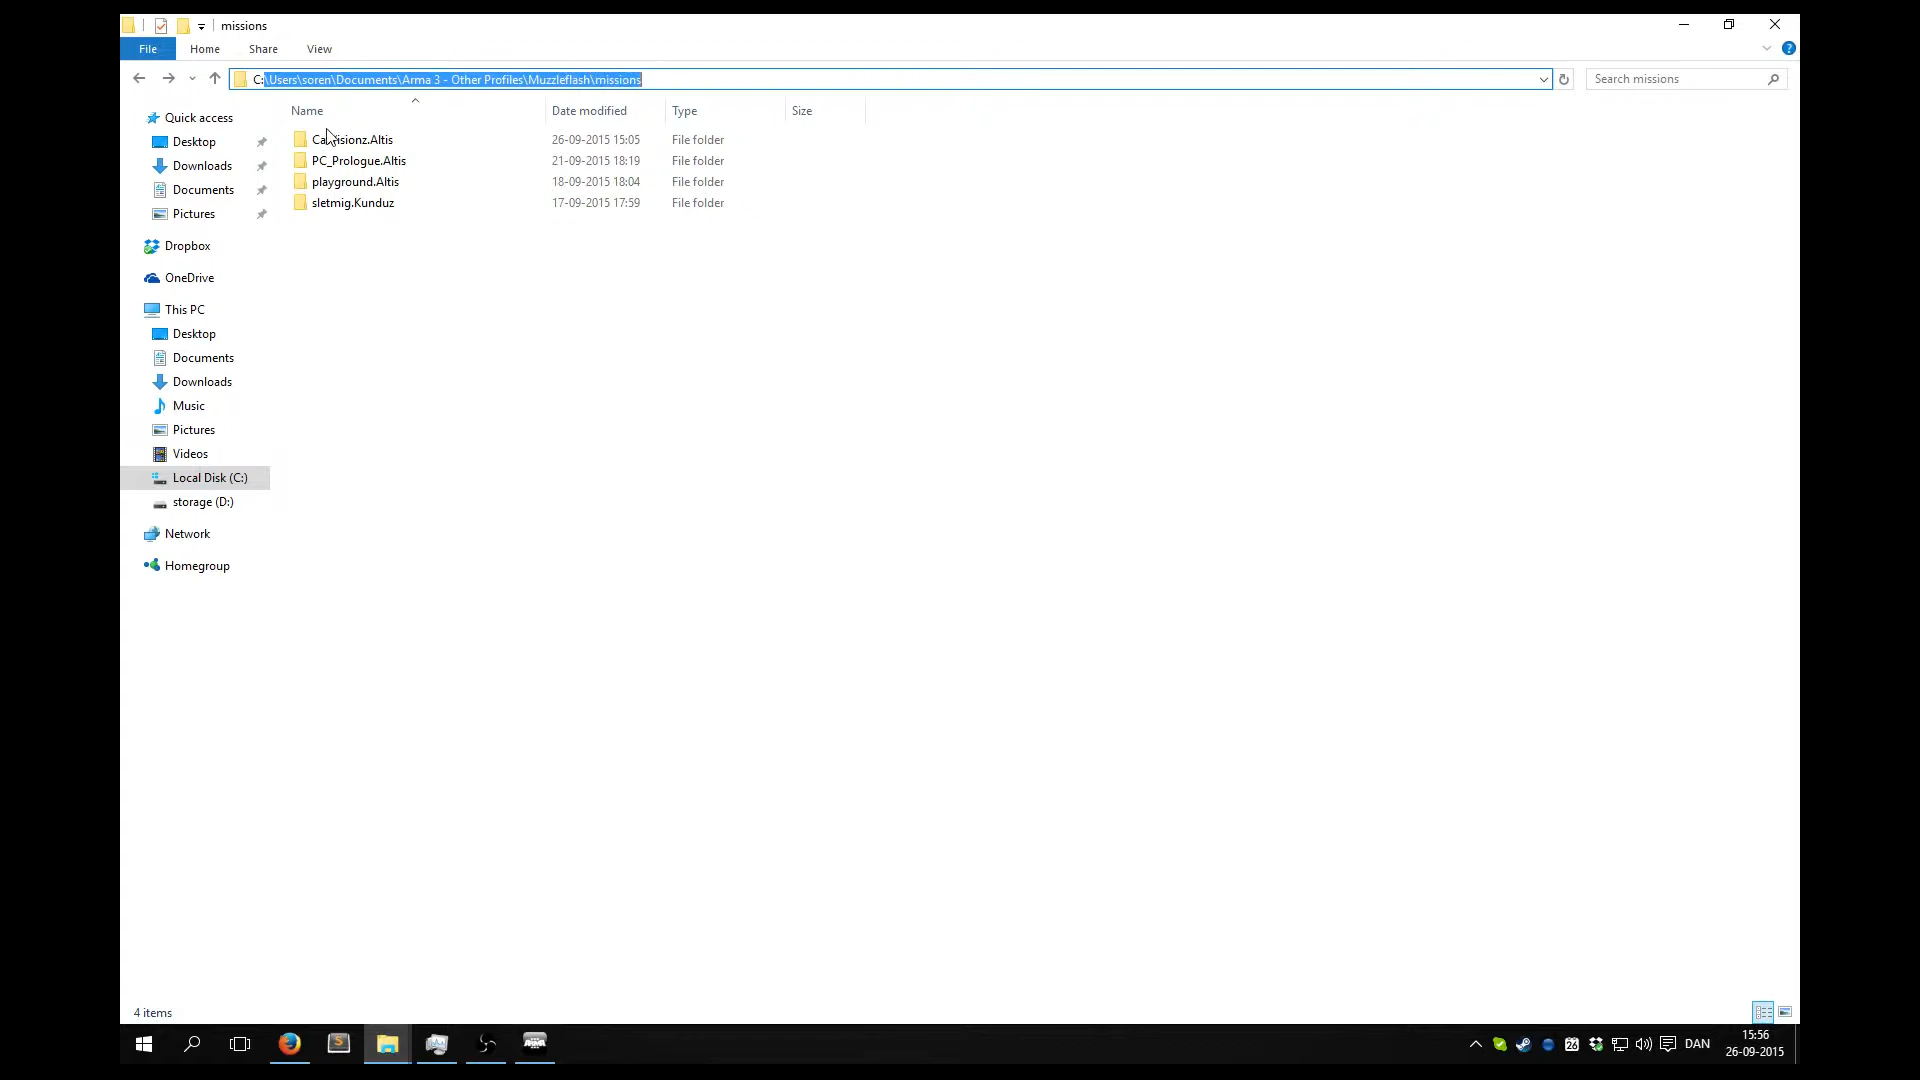 missions
File Home Share View
C:\Users\soren\Documents\Arma 3 - Other Profiles\Muzzleflash\missions
Search missions
Name Date modified Type Size
Quick access
Desktop
Downloads
Documents
Pictures
Dropbox
OneDrive
This PC
Desktop
Documents
Downloads
Music
Pictures
Videos
Local Disk (C:)
storage (D:)
Network
Homegroup
26-09-2015 15:05 File folder
PC_Prologue.Altis 21-09-2015 18:19 File folder
playground.Altis 18-09-2015 18:04 File folder
sletmig.Kunduz 17-09-2015 17:59 File folder
4 items
26
DAN
15:56
26-09-2015